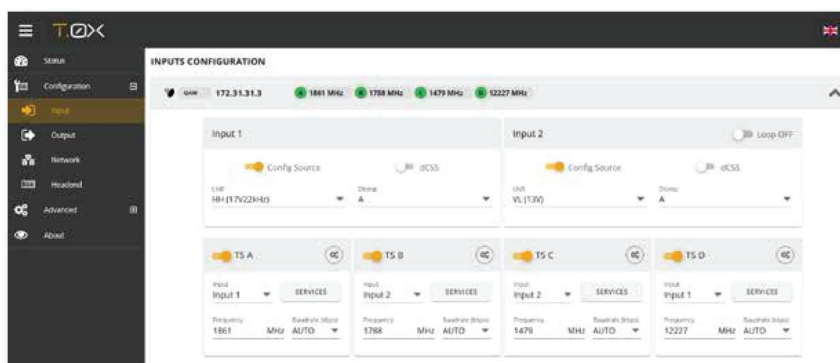 T.OX
Status
INPUTS CONFIGURATION
Configuration
QAM 172.31.31.3 A 1861 MHz B 1788 MHz C 1479 MHz D 12227 MHz
Input
Output
Input 1 Input 2 Loop OFF
Network
Config Source dCSS Config Source dCSS
Headend
LNB Diseqc LNB Diseqc
HH (17V22kHz) A VL (13V) A
Advanced
About
TS A TS B TS C TS D
Input Input Input Input
Input 1 SERVICES Input 2 SERVICES Input 2 SERVICES Input 1 SERVICES
Frequency Baudrate (kbps) Frequency Baudrate (kbps) Frequency Baudrate (kbps) Frequency Baudrate (kbps)
1861 MHz AUTO 1788 MHz AUTO 1479 MHz AUTO 12227 MHz AUTO